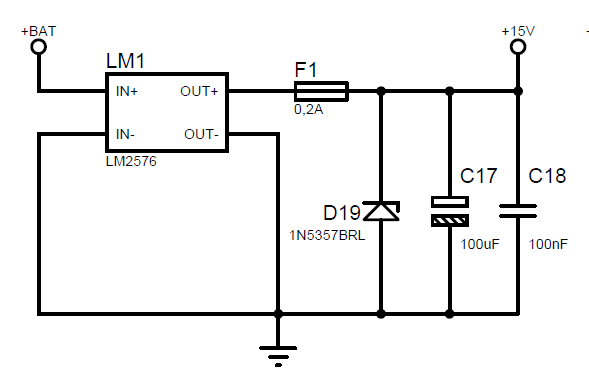 +BAT
+15V
LM1
F1
IN+ OUT+
0,2A
IN- OUT-
LM2576
C17 C18
D19
1N5357BRL
100uF 100nF